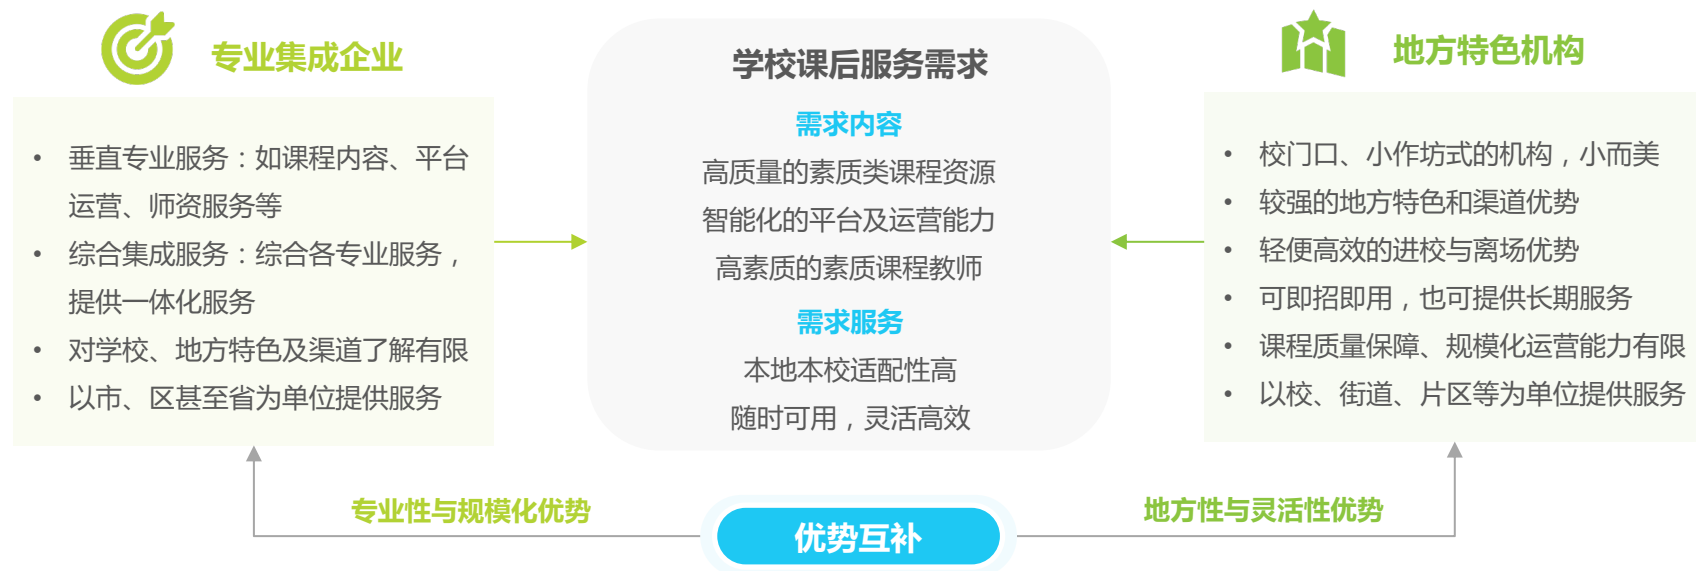 专业集成企业
• 垂直专业服务：如课程内容、平台
运营、师资服务等
• 综合集成服务：综合各专业服务，
提供一体化服务
• 对学校、地方特色及渠道了解有限
• 以市、区甚至省为单位提供服务
学校课后服务需求
需求内容
高质量的素质类课程资源
智能化的平台及运营能力
高素质的素质课程教师
需求服务
本地本校适配性高
随时可用，灵活高效
地方特色机构
• 校门口、小作坊式的机构，小而美
• 较强的地方特色和渠道优势
• 轻便高效的进校与离场优势
• 可即招即用，也可提供长期服务
• 课程质量保障、规模化运营能力有限
• 以校、街道、片区等为单位提供服务
专业性与规模化优势
优势互补
地方性与灵活性优势